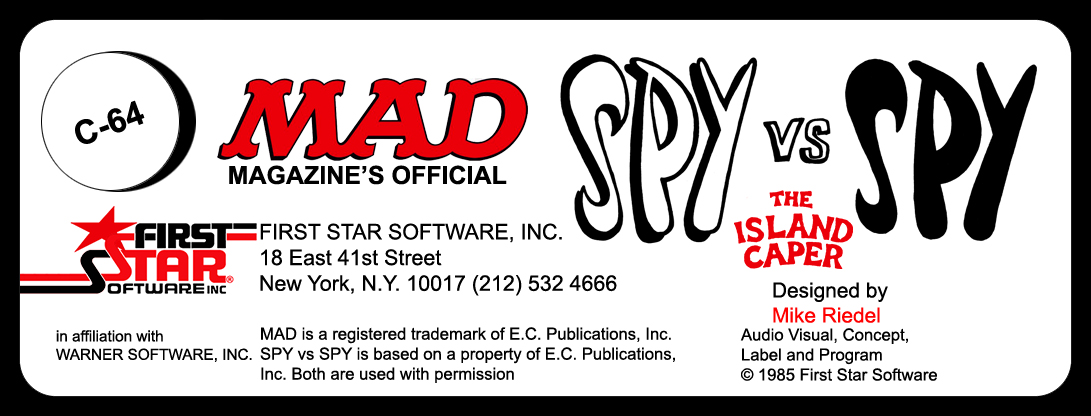 C-64
MAD
MAGAZINE'S OFFICIAL
SPY vs SPY
THE
ISLAND
CAPER
FIRST
STAR®
SOFTWARE INC
FIRST STAR SOFTWARE, INC.
18 East 41st Street
New York, N.Y. 10017 (212) 532 4666
Designed by
Mike Riedel
Audio Visual, Concept,
Label and Program
© 1985 First Star Software
in affiliation with
WARNER SOFTWARE, INC.
MAD is a registered trademark of E.C. Publications, Inc.
SPY vs SPY is based on a property of E.C. Publications,
Inc. Both are used with permission